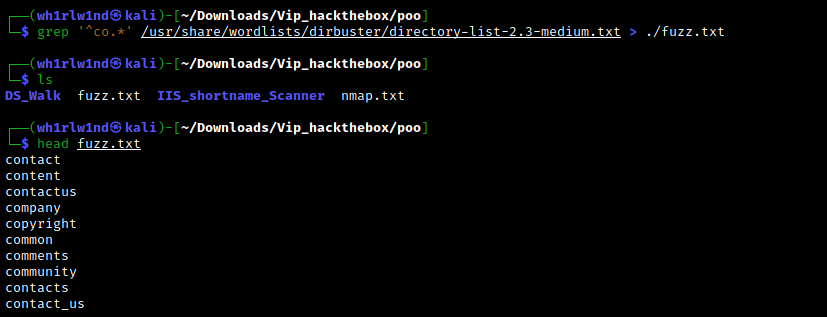 ┌──(wh1rlw1nd㉿kali)-[~/Downloads/Vip_hackthebox/poo]
└─$ grep '^co.*' /usr/share/wordlists/dirbuster/directory-list-2.3-medium.txt > ./fuzz.txt
┌──(wh1rlw1nd㉿kali)-[~/Downloads/Vip_hackthebox/poo]
└─$ ls
DS_Walk  fuzz.txt  IIS_shortname_Scanner  nmap.txt
┌──(wh1rlw1nd㉿kali)-[~/Downloads/Vip_hackthebox/poo]
└─$ head fuzz.txt
contact
content
contactus
company
copyright
common
comments
community
contacts
contact_us